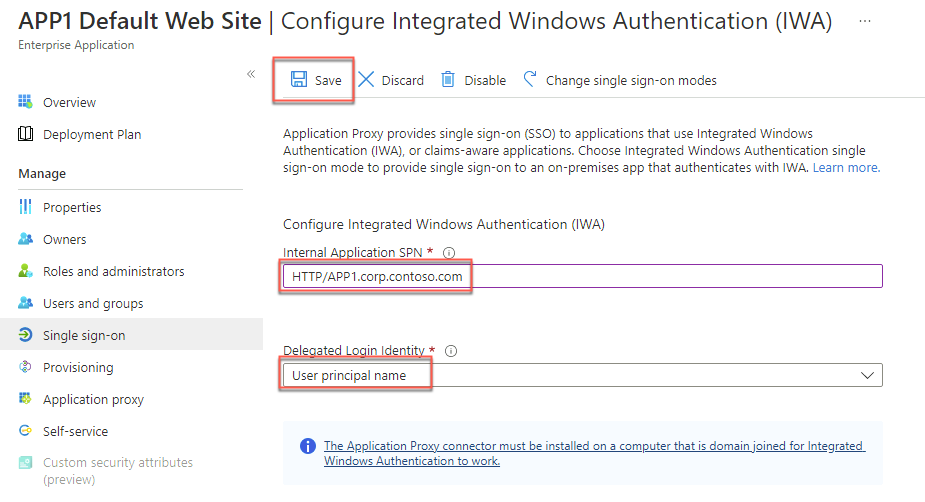 APP1 Default Web Site | Configure Integrated Windows Authentication (IWA) ...
Enterprise Application
«
Save Discard Disable Change single sign-on modes
Overview
Deployment Plan
Manage
Properties
Owners
Roles and administrators
Users and groups
Single sign-on
Provisioning
Application proxy
Self-service
Custom security attributes
(preview)
Application Proxy provides single sign-on (SSO) to applications that use Integrated Windows
Authentication (IWA), or claims-aware applications. Choose Integrated Windows Authentication single
sign-on mode to provide single sign-on to an on-premises app that authenticates with IWA. Learn more.
Configure Integrated Windows Authentication (IWA)
Internal Application SPN *
HTTP/APP1.corp.contoso.com
Delegated Login Identity *
User principal name
The Application Proxy connector must be installed on a computer that is domain joined for Integrated
Windows Authentication to work.